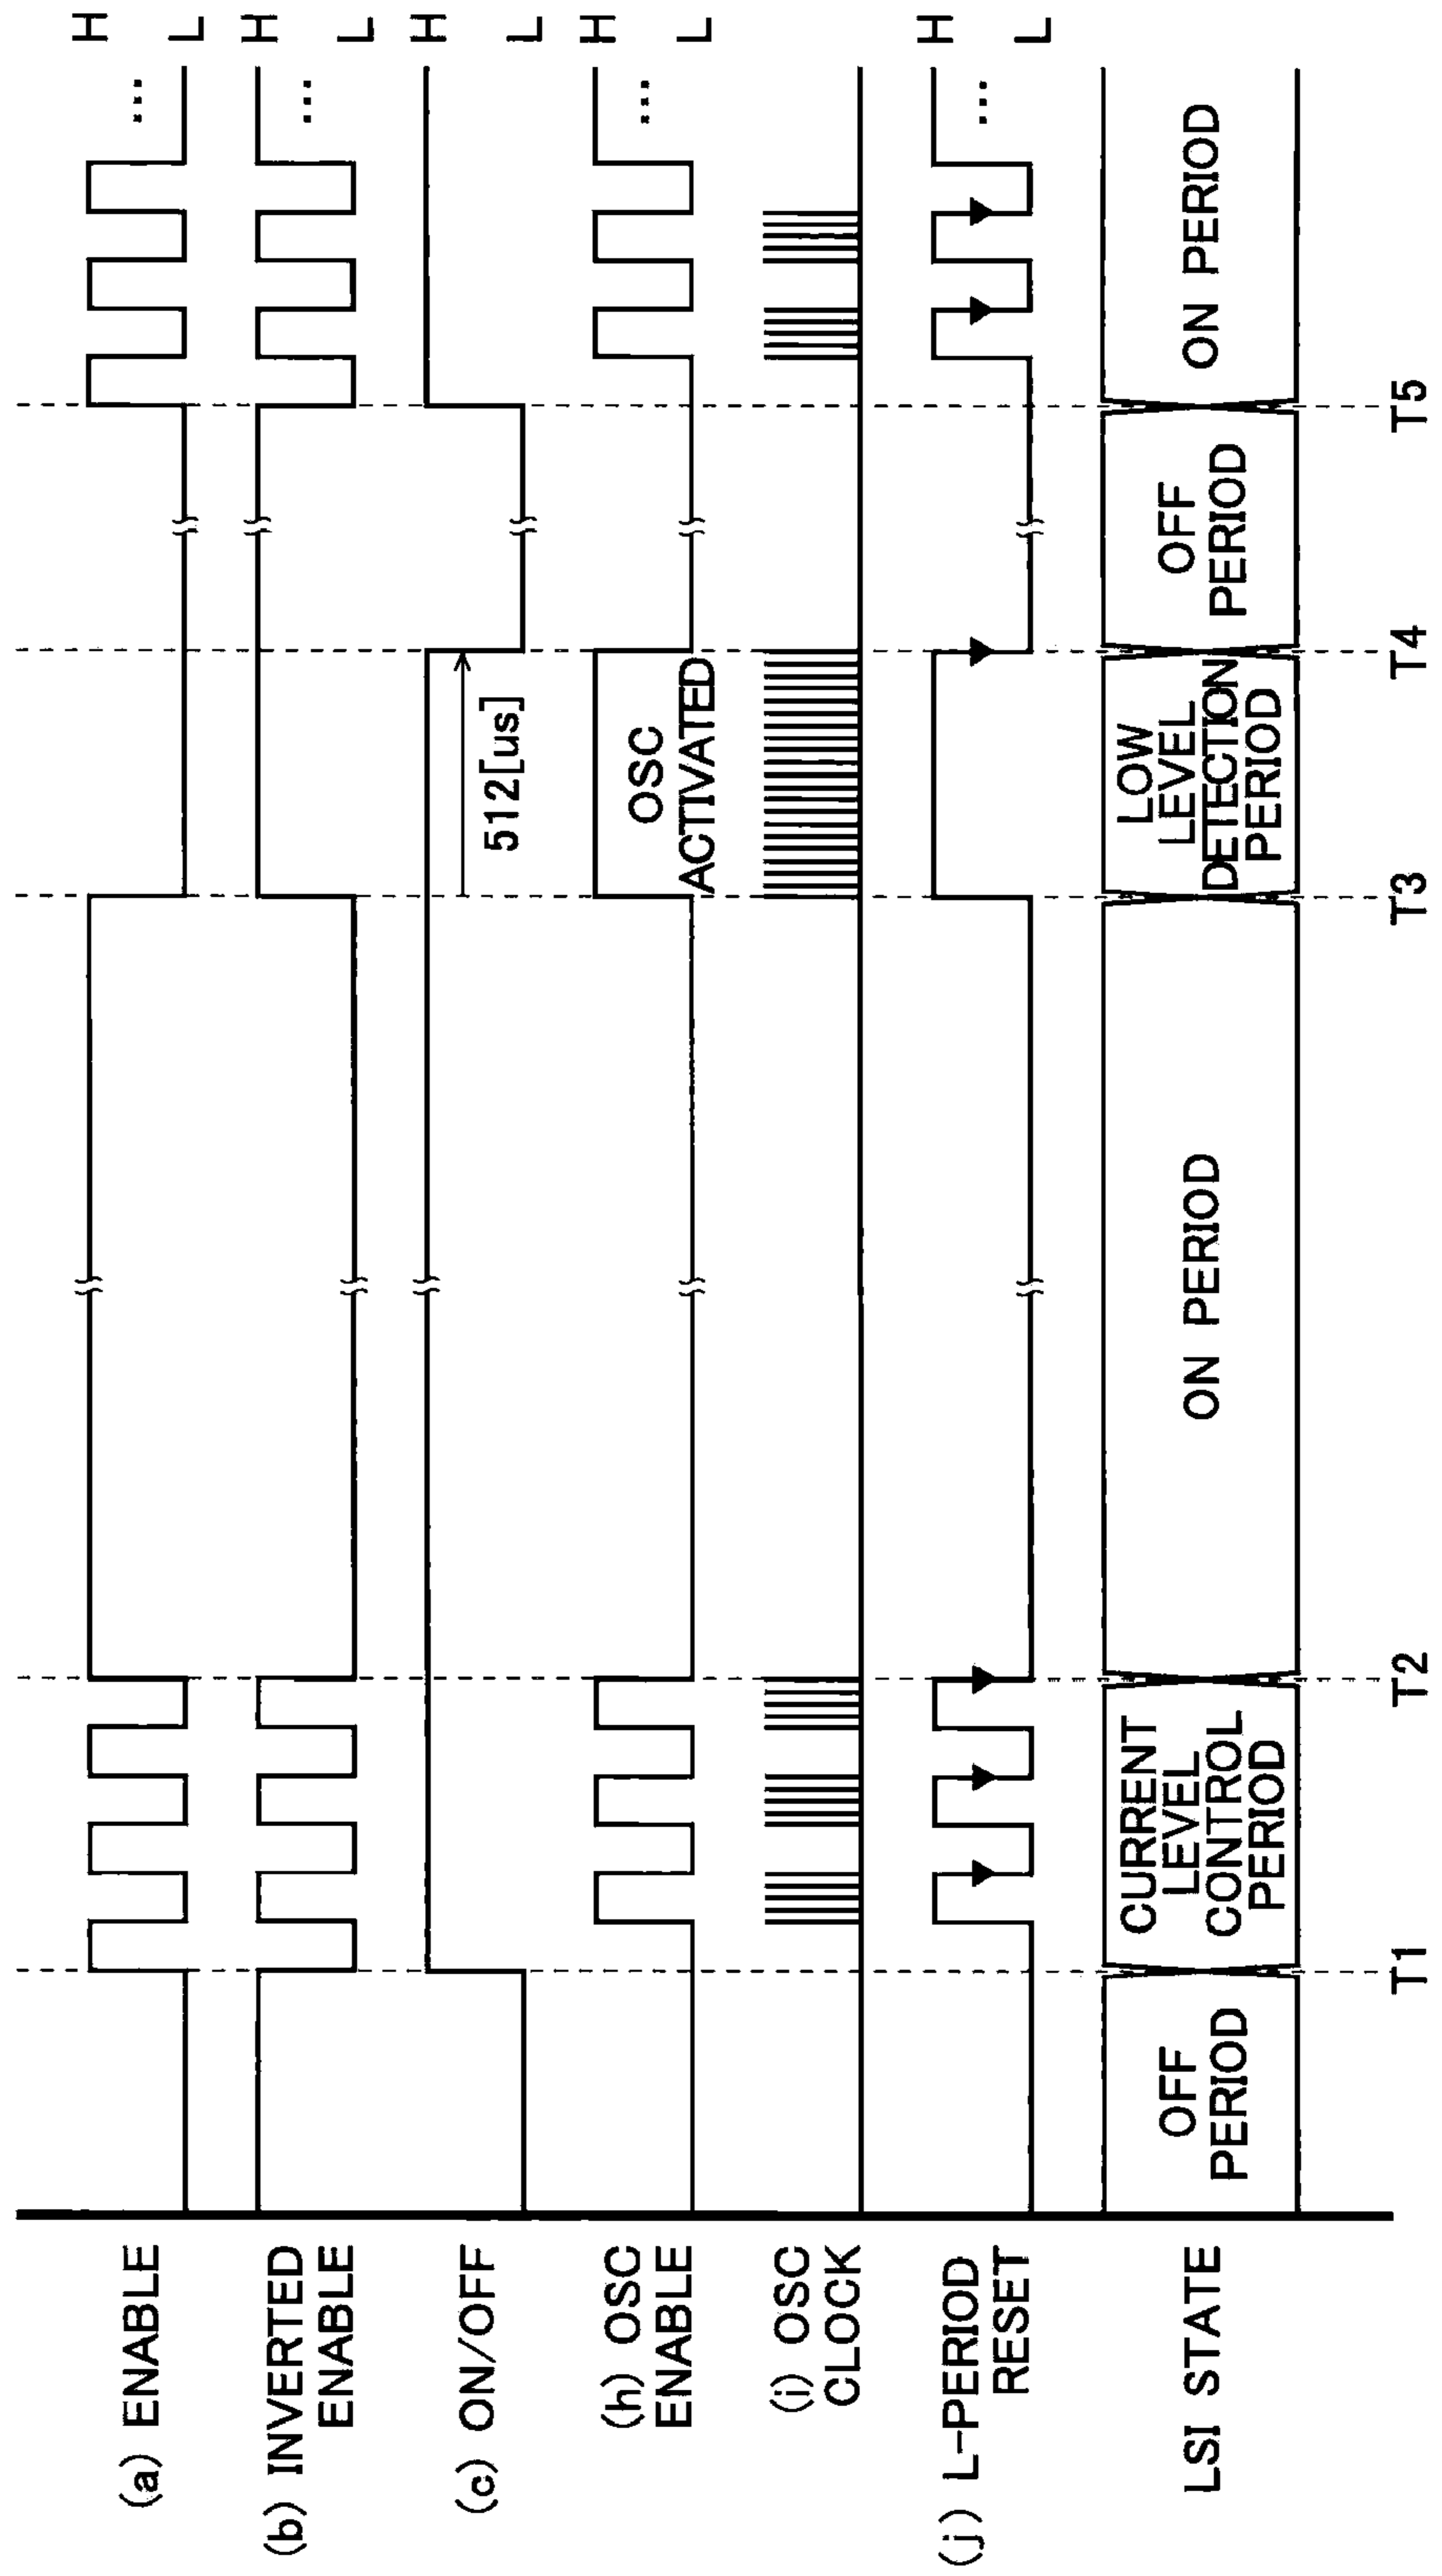 (a) ENABLE
H
L
...
(b) INVERTED
ENABLE
H
L
...
(c) ON/OFF
H
L
512[us]
(h) OSC
ENABLE
OSC
ACTIVATED
H
L
...
(i) OSC
CLOCK
(j) L-PERIOD
RESET
H
L
...
LSI STATE
OFF
PERIOD
CURRENT
LEVEL
CONTROL
PERIOD
ON PERIOD
LOW
LEVEL
DETECTION
PERIOD
OFF
PERIOD
ON PERIOD
T1
T2
T3
T4
T5